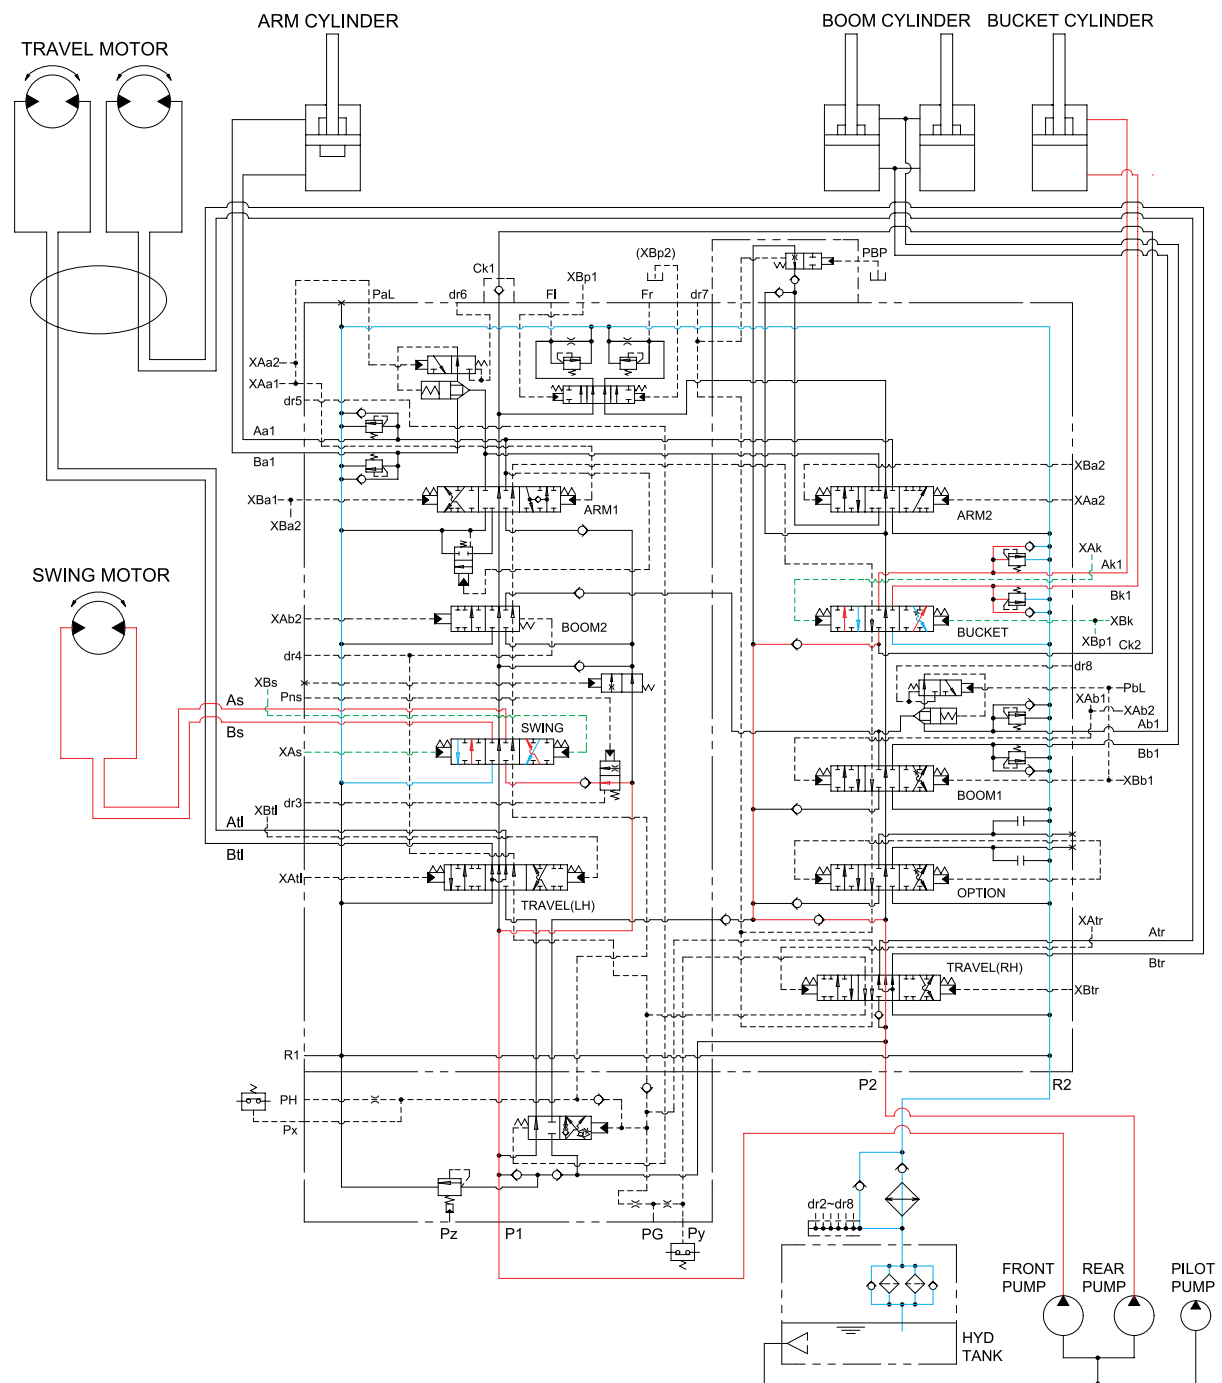 ARM CYLINDER
BOOM CYLINDER
BUCKET CYLINDER
TRAVEL MOTOR
Ck1
XBp1
(XBp2)
PBP
PaL
dr6
Fl
Fr
dr7
XAa2
XAa1
dr5
Aa1
Ba1
XBa2
XBa1
XAa2
ARM1
ARM2
XBa2
XAk
Ak1
SWING MOTOR
Bk1
XAb2
XBk
BOOM2
BUCKET
XBp1
Ck2
dr4
dr8
XBs
PbL
Pns
As
XAb1
XAb2
Ab1
Bs
SWING
XAs
Bb1
XBb1
dr3
BOOM1
XBtl
Atl
Btl
XAtl
OPTION
TRAVEL(LH)
XAtr
Atr
TRAVEL(RH)
Btr
XBtr
R1
P2
R2
PH
Px
dr2~dr8
Pz
P1
PG
Py
FRONT
PUMP
REAR
PUMP
PILOT
PUMP
HYD
TANK